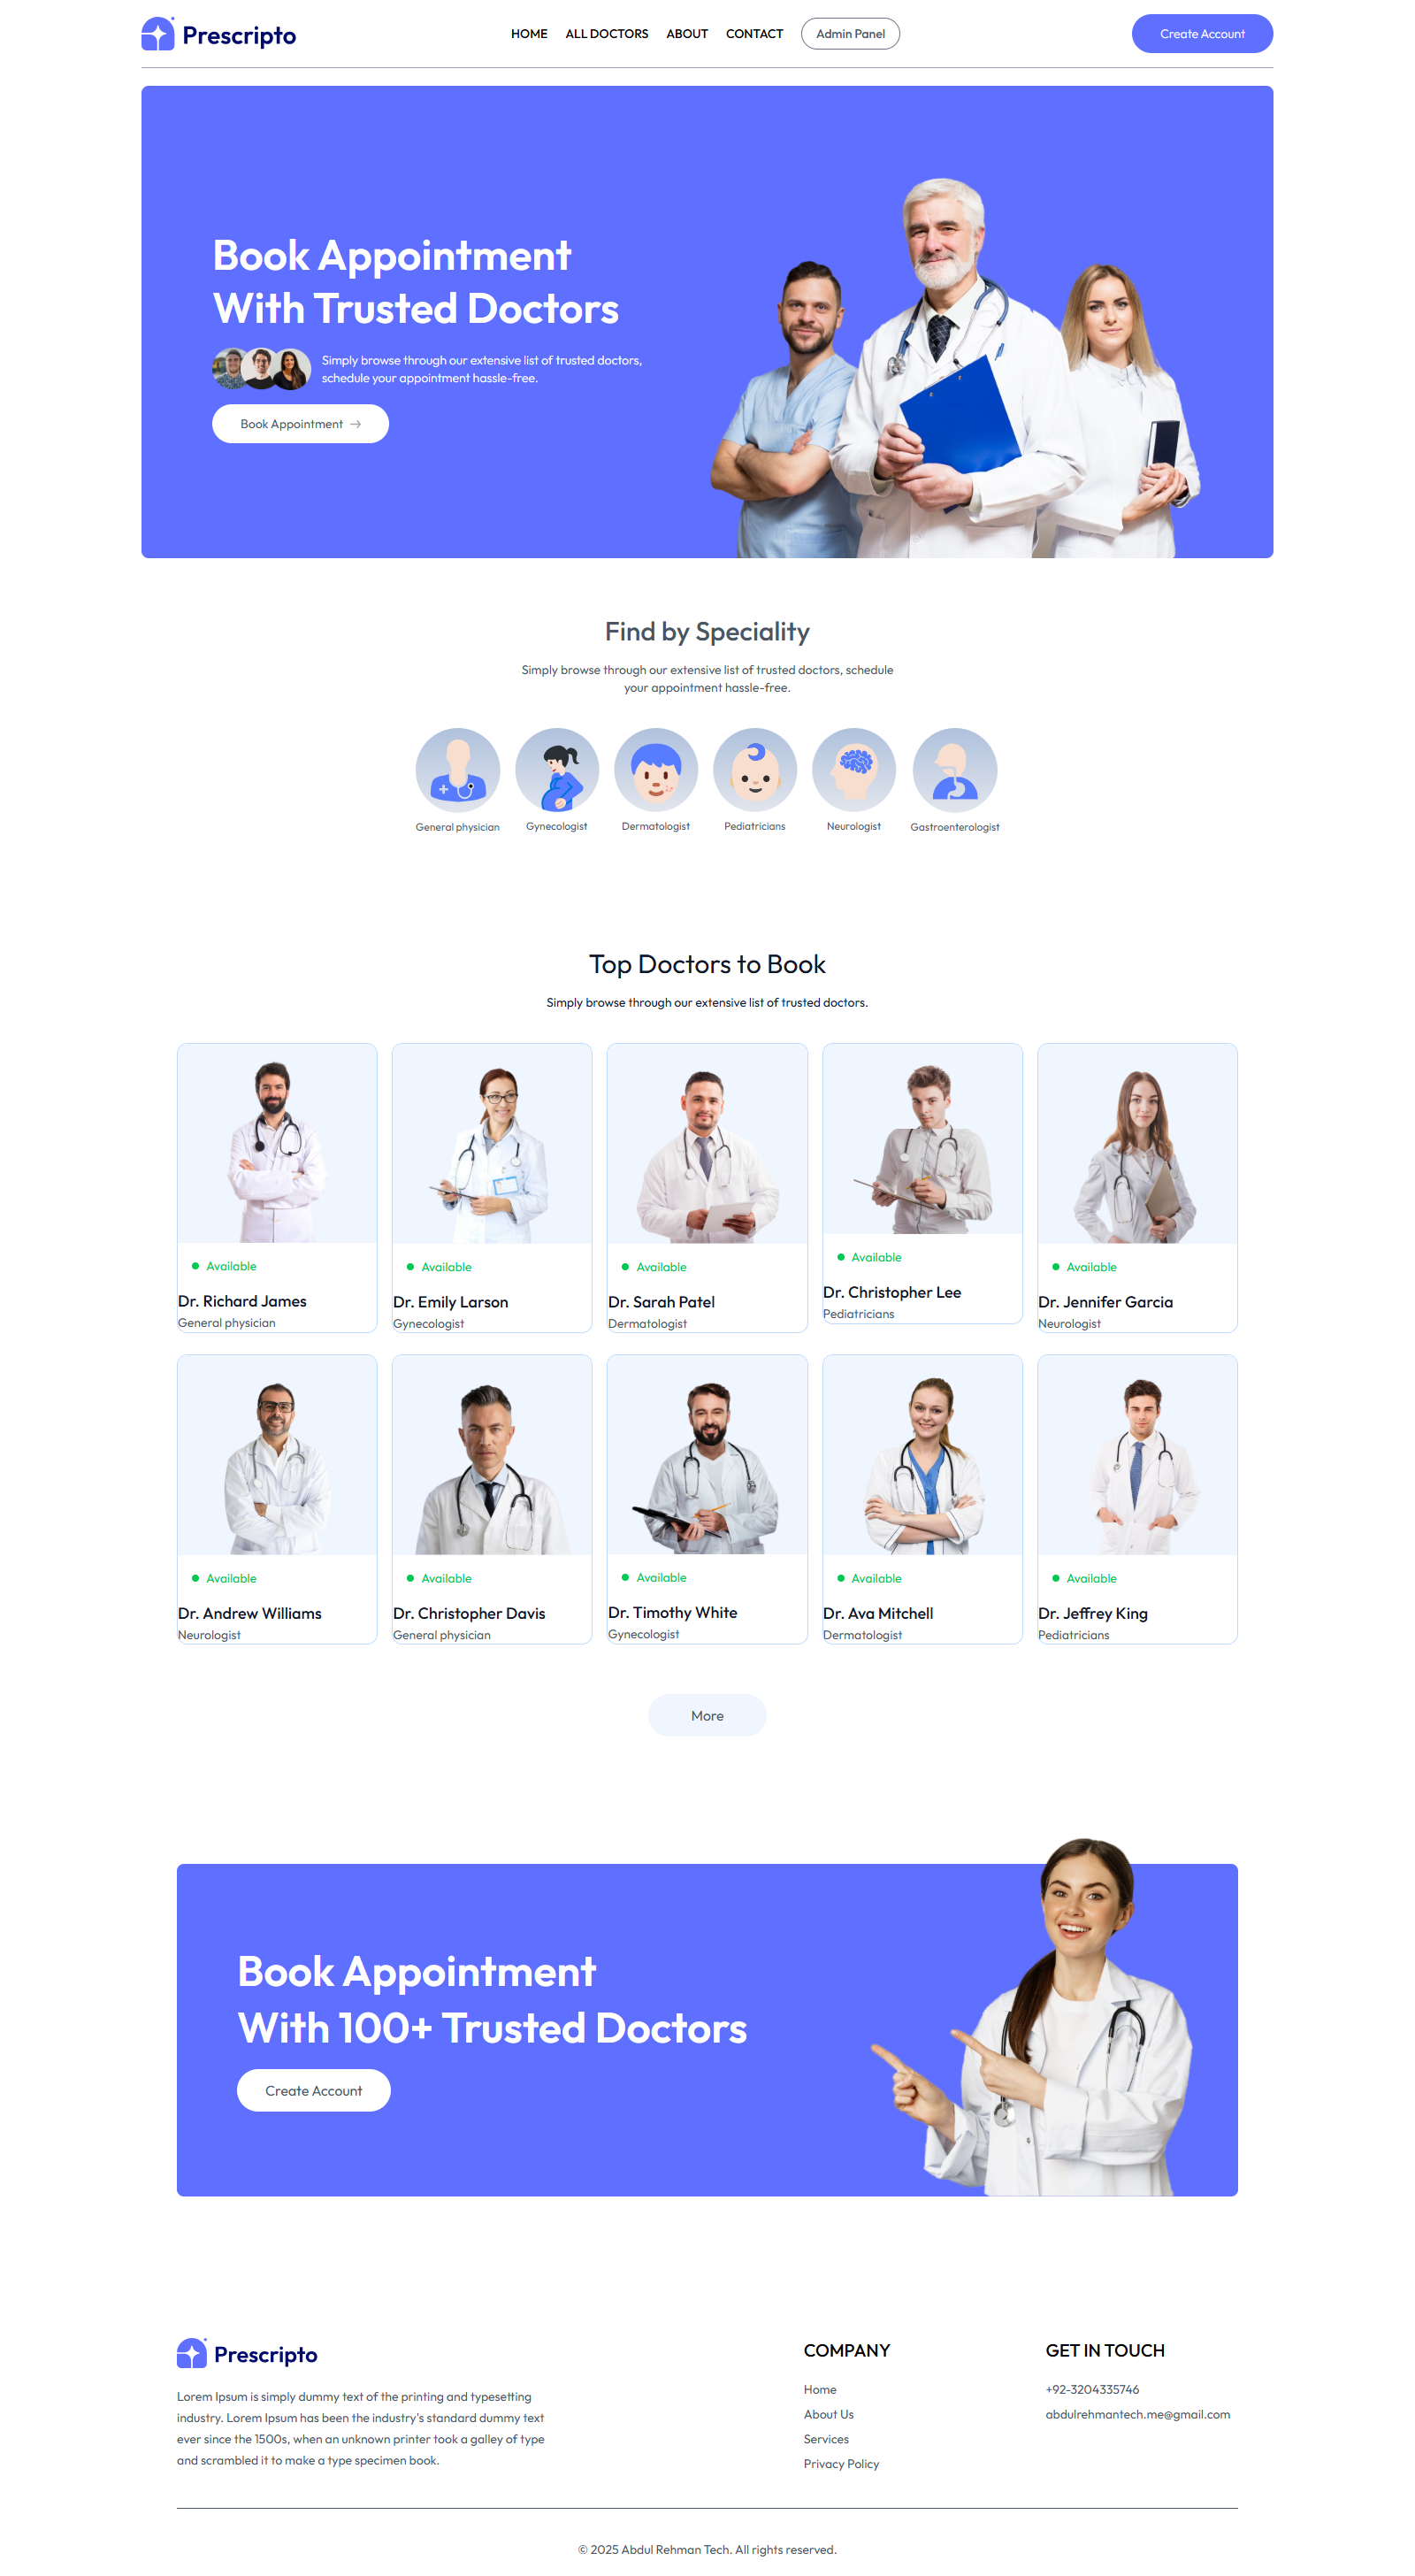 Prescripto
HOME
ALL DOCTORS
ABOUT
CONTACT
Admin Panel
Create Account
Book Appointment
With Trusted Doctors
Simply browse through our extensive list of trusted doctors,
schedule your appointment hassle-free.
Book Appointment →
Find by Speciality
Simply browse through our extensive list of trusted doctors, schedule
your appointment hassle-free.
General physician
Gynecologist
Dermatologist
Pediatricians
Neurologist
Gastroenterologist
Top Doctors to Book
Simply browse through our extensive list of trusted doctors.
Available
Dr. Richard James
General physician
Available
Dr. Emily Larson
Gynecologist
Available
Dr. Sarah Patel
Dermatologist
Available
Dr. Christopher Lee
Pediatricians
Available
Dr. Jennifer Garcia
Neurologist
Available
Dr. Andrew Williams
Neurologist
Available
Dr. Christopher Davis
General physician
Available
Dr. Timothy White
Gynecologist
Available
Dr. Ava Mitchell
Dermatologist
Available
Dr. Jeffrey King
Pediatricians
More
Book Appointment
With 100+ Trusted Doctors
Create Account
Prescripto
Lorem Ipsum is simply dummy text of the printing and typesetting
industry. Lorem Ipsum has been the industry's standard dummy text
ever since the 1500s, when an unknown printer took a galley of type
and scrambled it to make a type specimen book.
COMPANY
Home
About Us
Services
Privacy Policy
GET IN TOUCH
+92-3204335746
abdulrehmantech.me@gmail.com
© 2025 Abdul Rehman Tech. All rights reserved.